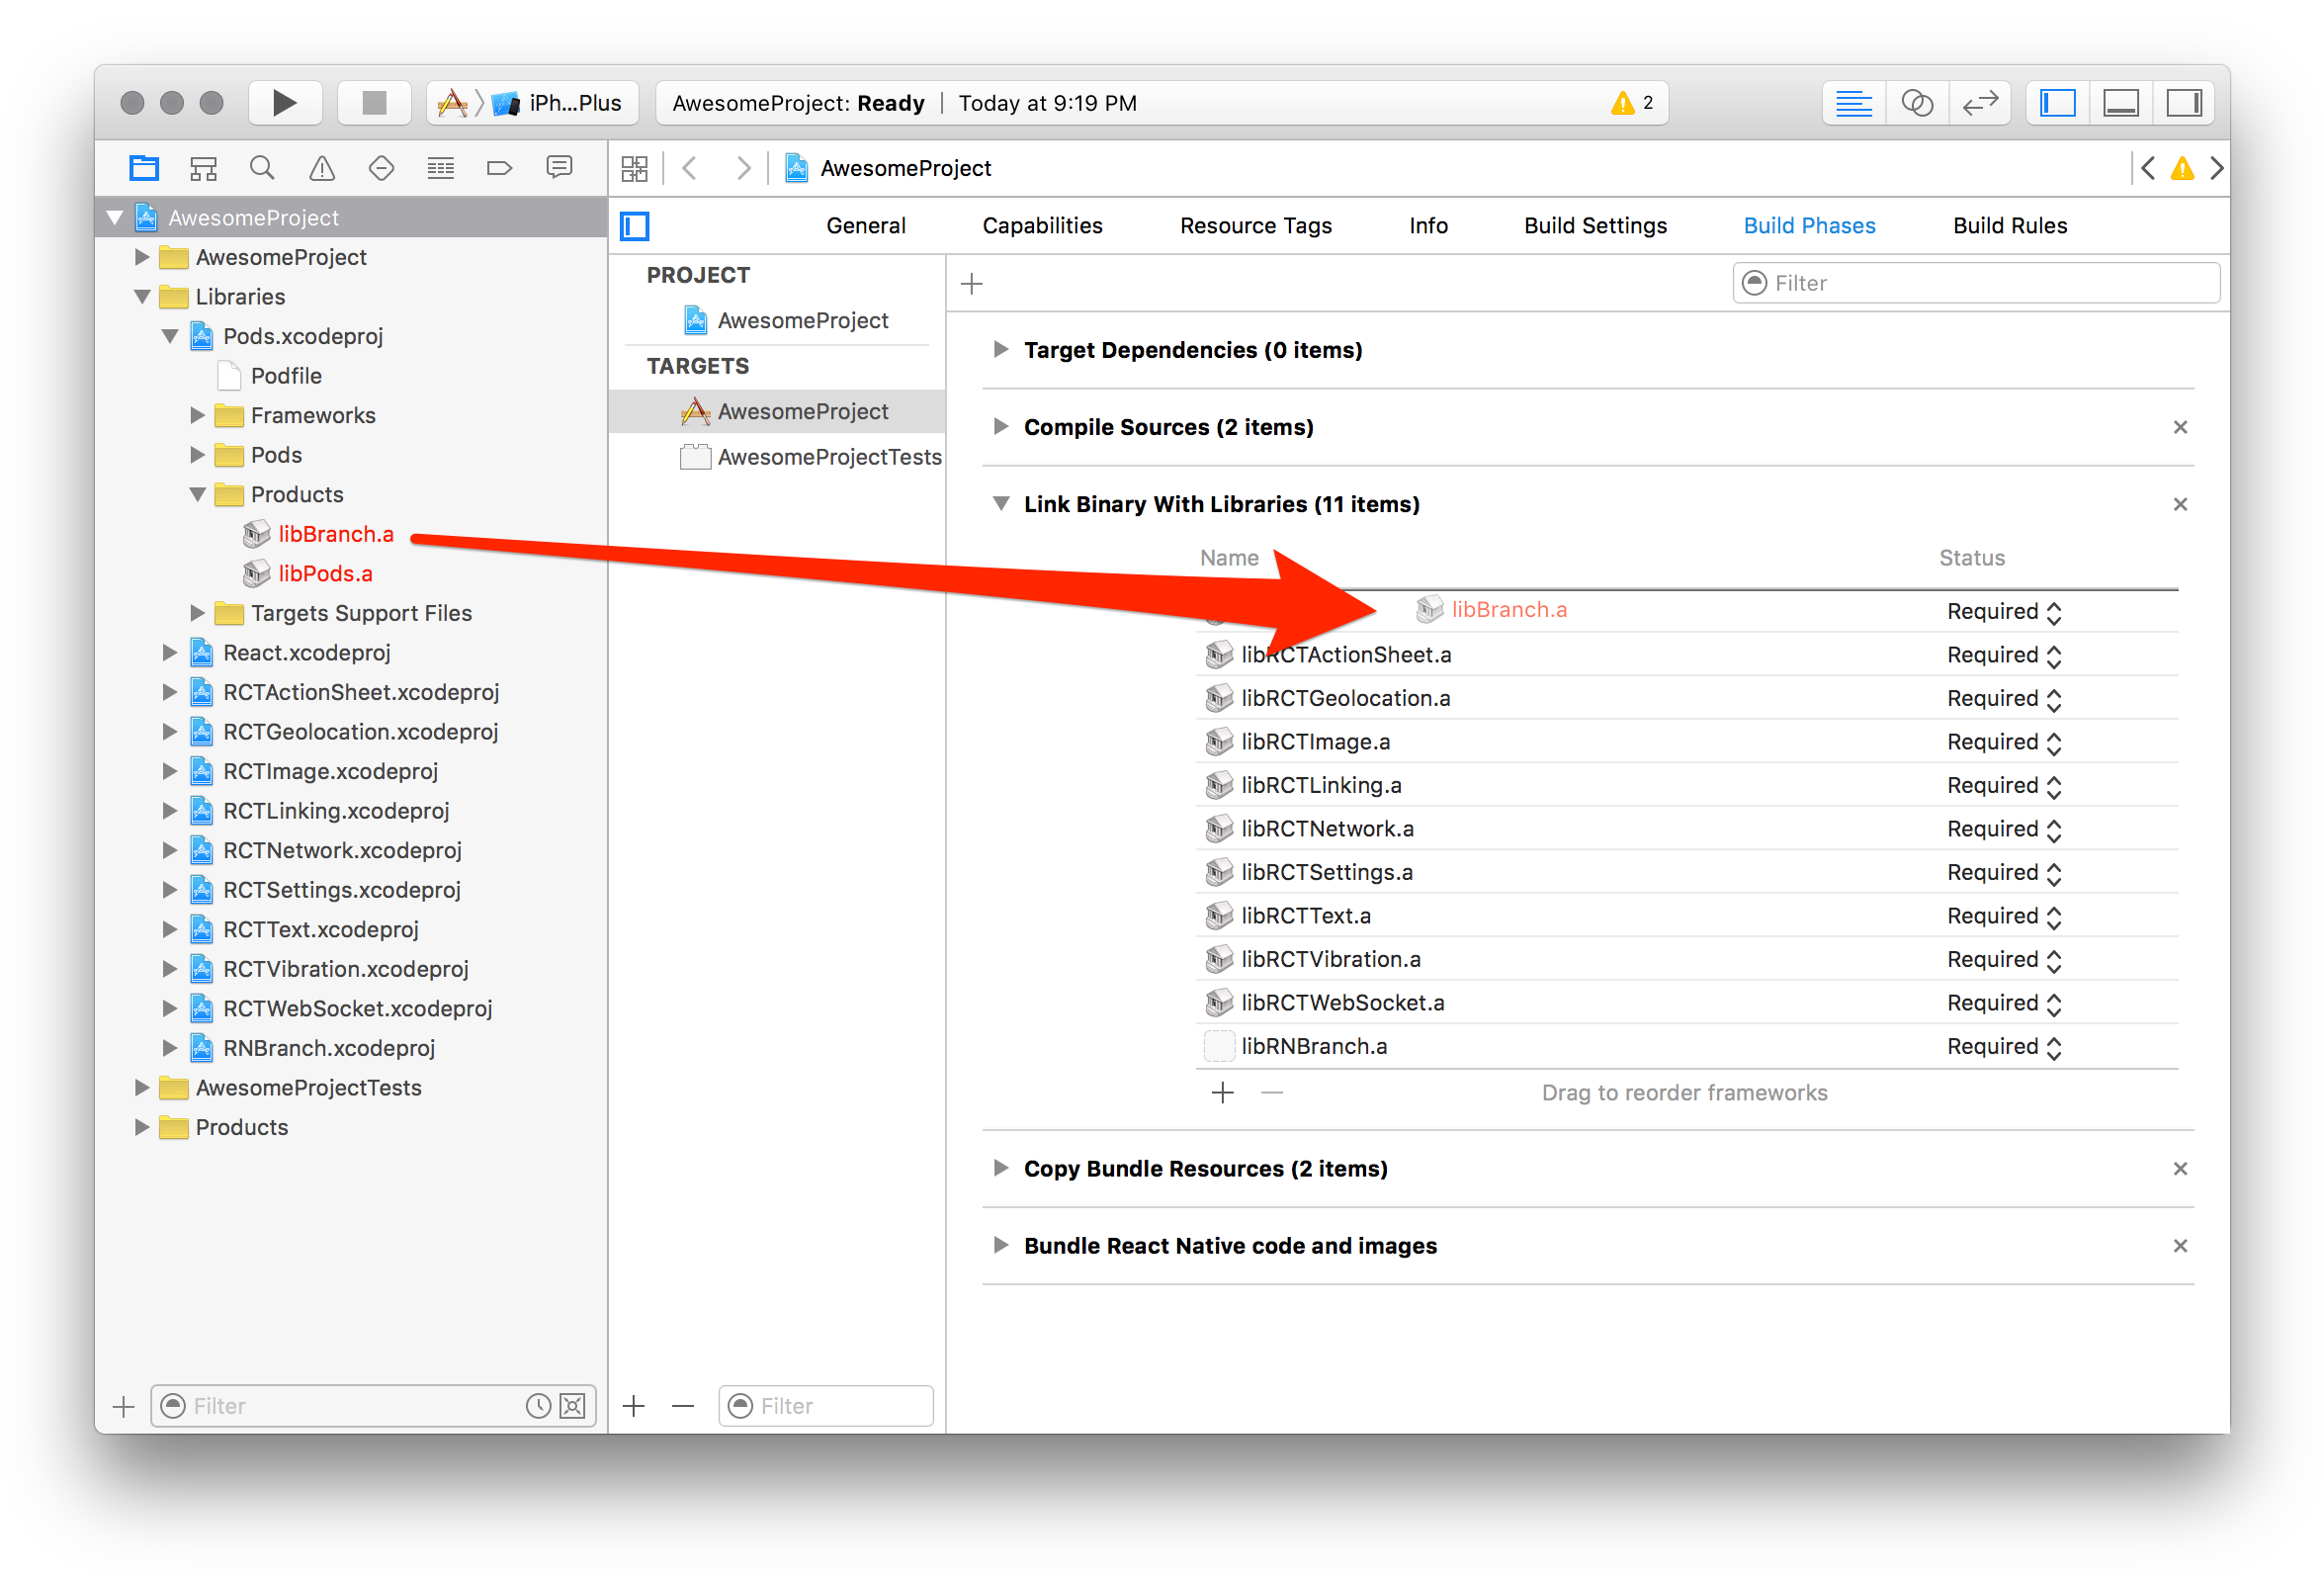 iPh...Plus
AwesomeProject: Ready | Today at 9:19 PM
2
AwesomeProject
AwesomeProject
AwesomeProject
Libraries
Pods.xcodeproj
Podfile
Frameworks
Pods
Products
libBranch.a
libPods.a
Targets Support Files
React.xcodeproj
RCTActionSheet.xcodeproj
RCTGeolocation.xcodeproj
RCTImage.xcodeproj
RCTLinking.xcodeproj
RCTNetwork.xcodeproj
RCTSettings.xcodeproj
RCTText.xcodeproj
RCTVibration.xcodeproj
RCTWebSocket.xcodeproj
RNBranch.xcodeproj
AwesomeProjectTests
Products
Filter
General Capabilities Resource Tags Info Build Settings Build Phases Build Rules
PROJECT
AwesomeProject
TARGETS
AwesomeProject
AwesomeProjectTests
Filter
Filter
Target Dependencies (0 items)
Compile Sources (2 items)
Link Binary With Libraries (11 items)
Name Status
libBranch.a Required
libRCTActionSheet.a Required
libRCTGeolocation.a Required
libRCTImage.a Required
libRCTLinking.a Required
libRCTNetwork.a Required
libRCTSettings.a Required
libRCTText.a Required
libRCTVibration.a Required
libRCTWebSocket.a Required
libRNBranch.a Required
Drag to reorder frameworks
Copy Bundle Resources (2 items)
Bundle React Native code and images